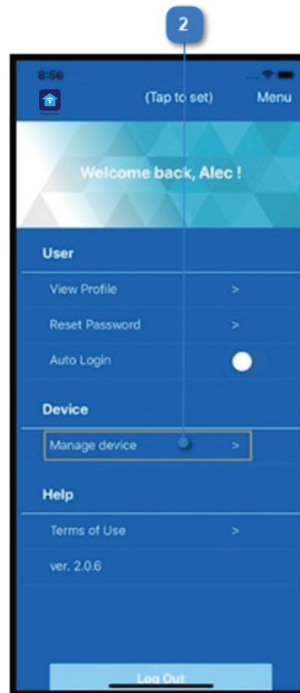 2
8:56
(Tap to set) Menu
Welcome back, Alec !
User
View Profile >
Reset Password >
Auto Login
Device
Manage device >
Help
Terms of Use >
ver. 2.0.6
Log Out